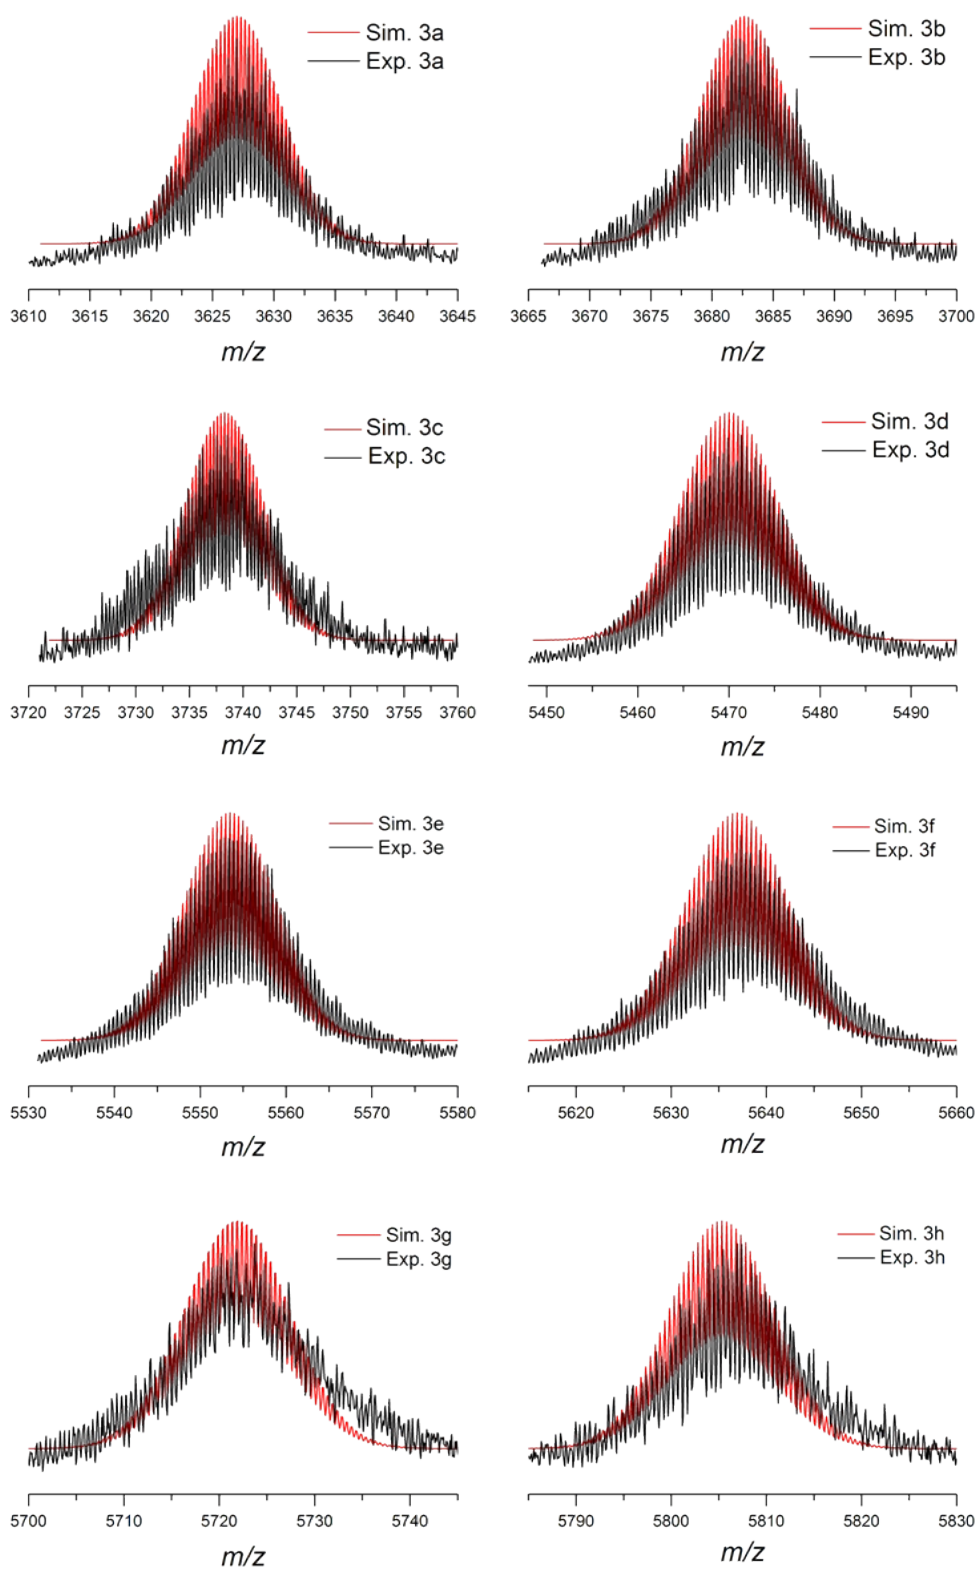 Sim. 3a
Exp. 3a
3610 3615 3620 3625 3630 3635 3640 3645
m/z
Sim. 3b
Exp. 3b
3665 3670 3675 3680 3685 3690 3695 3700
m/z
Sim. 3c
Exp. 3c
3720 3725 3730 3735 3740 3745 3750 3755 3760
m/z
Sim. 3d
Exp. 3d
5450 5460 5470 5480 5490
m/z
Sim. 3e
Exp. 3e
5530 5540 5550 5560 5570 5580
m/z
Sim. 3f
Exp. 3f
5620 5630 5640 5650 5660
m/z
Sim. 3g
Exp. 3g
5700 5710 5720 5730 5740
m/z
Sim. 3h
Exp. 3h
5790 5800 5810 5820 5830
m/z